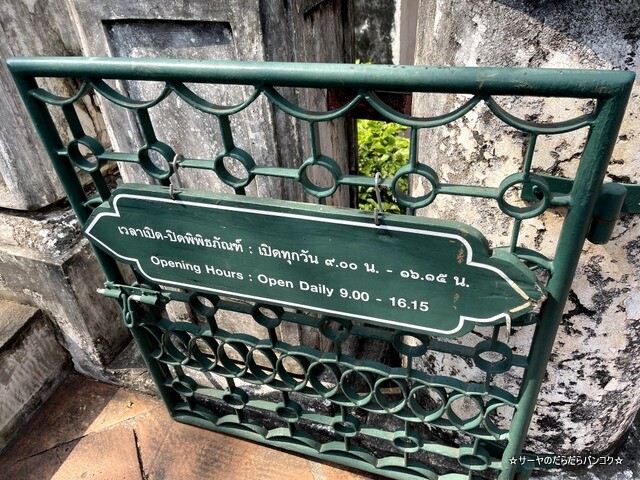 เวลาเปิด-ปิดพิพิธภัณฑ์ : เปิดทุกวัน ๙.๐๐ น. - ๑๖.๑๕ น.
Opening Hours : Open Daily 9.00 - 16.15
☆サーヤのだらだらバンコク☆